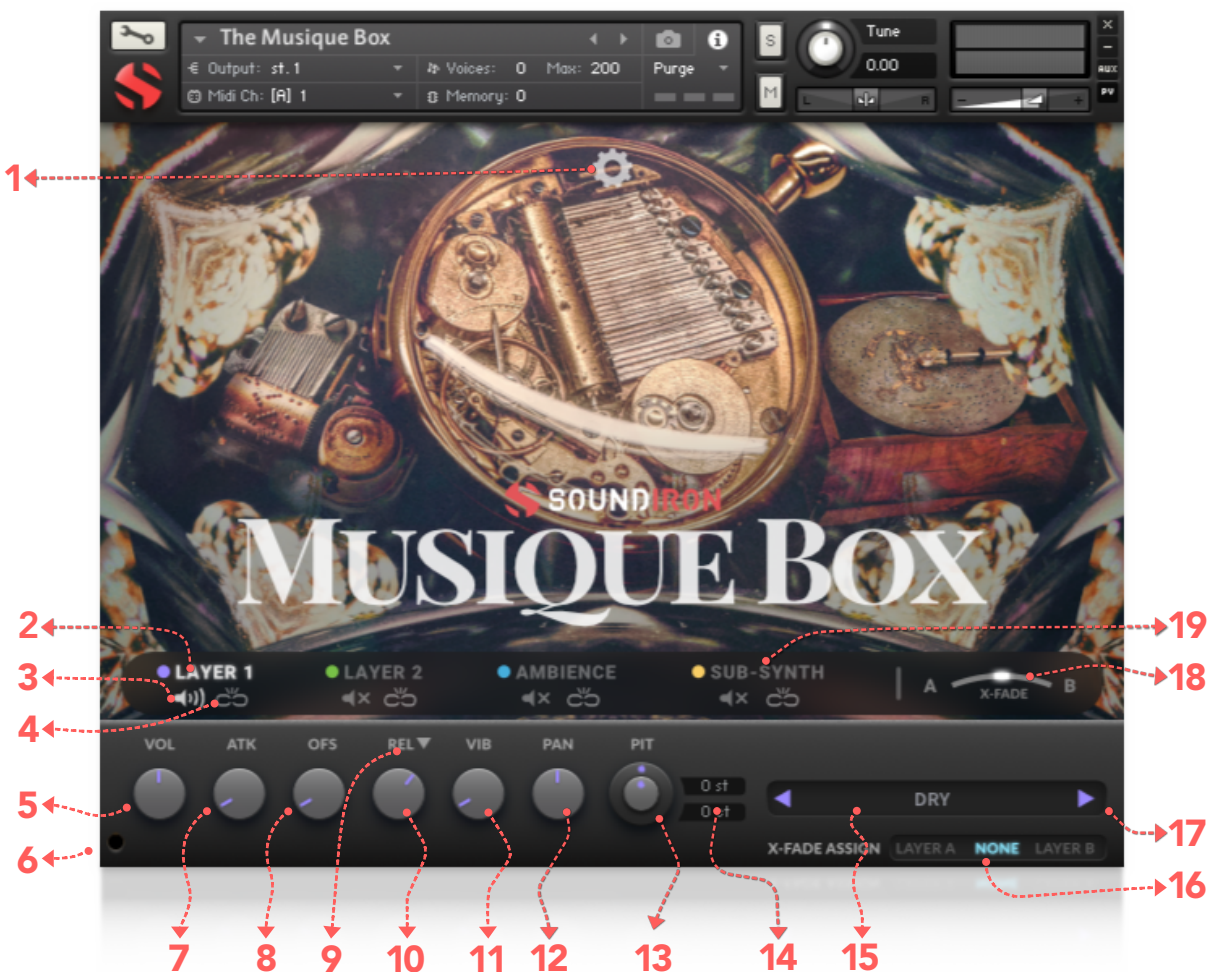 The Musique Box
Output: st.1 Voices: 0 Max: 200 Purge
Midi Ch: [A] 1 Memory: 0
S
M
Tune
0.00
L R
- +
×
-
AUX
PV
1
SOUNDIRON
MUSIQUE BOX
2
3
4
LAYER 1 LAYER 2 AMBIENCE SUB-SYNTH
A X-FADE B
19
18
VOL ATK OFS REL VIB PAN PIT
0 st
0 st
DRY
X-FADE ASSIGN LAYER A NONE LAYER B
5
6
17
16
7 8 9 10 11 12 13 14 15